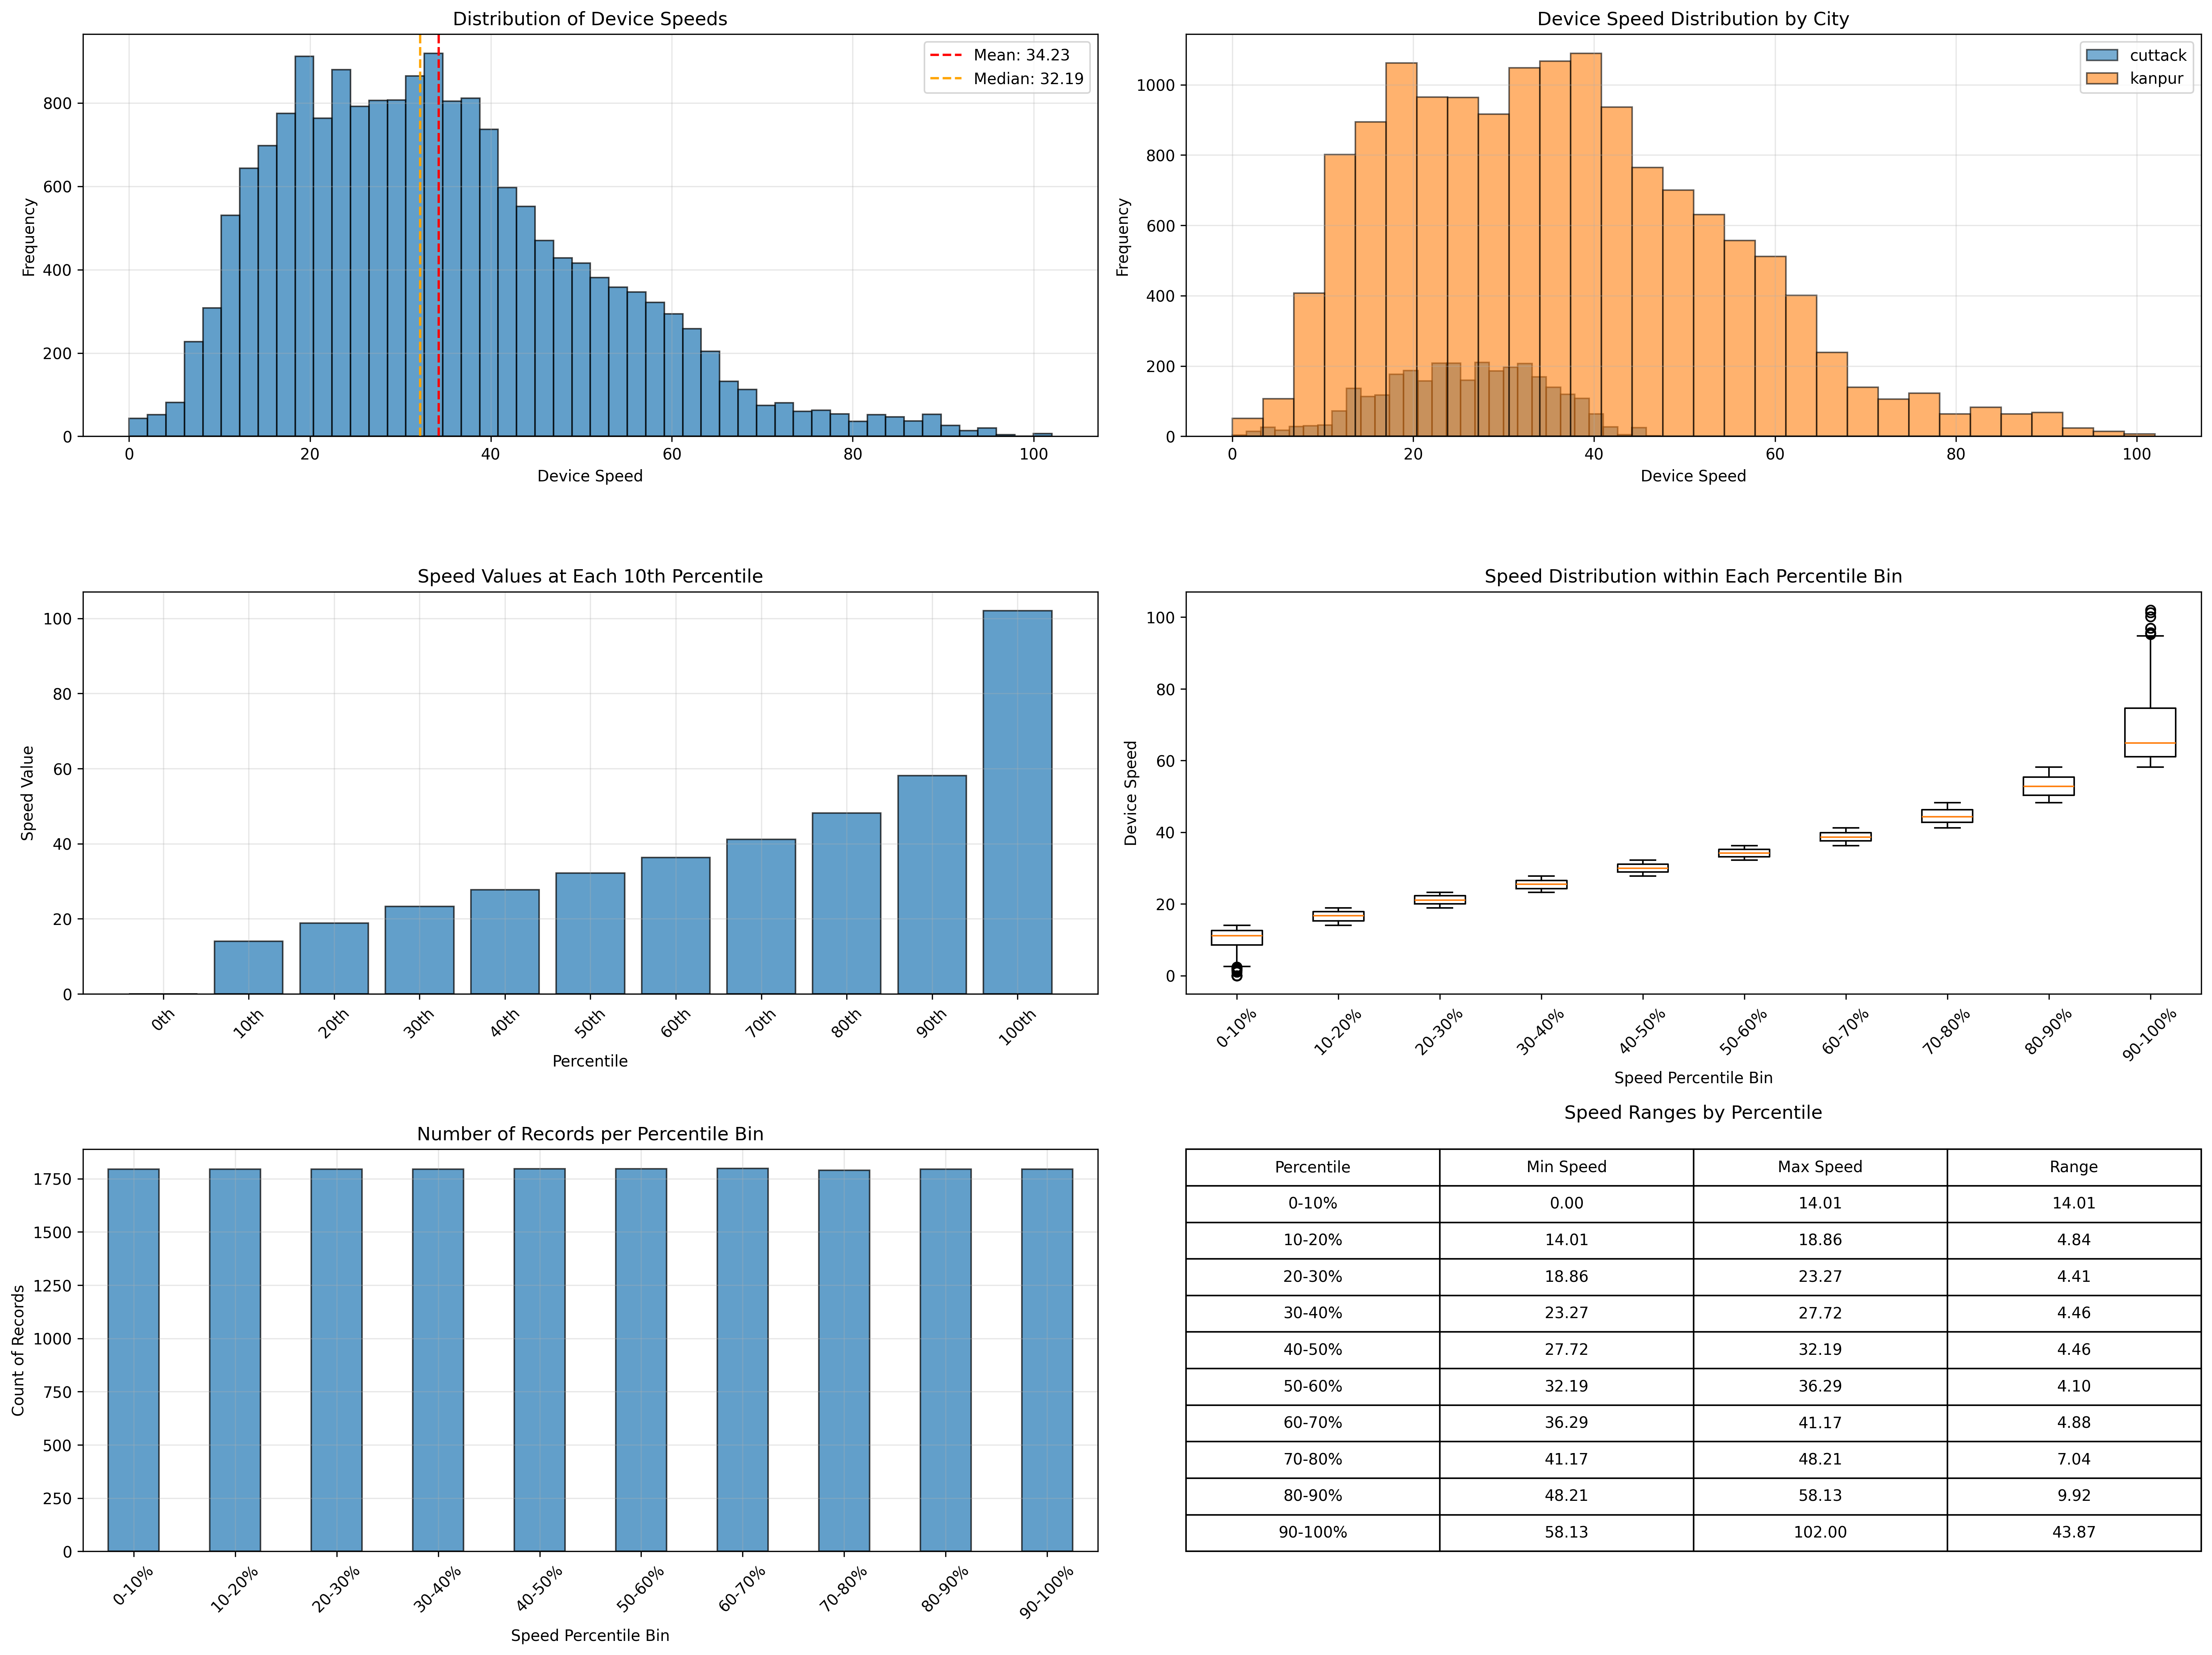 Distribution of Device Speeds
Mean: 34.23
Median: 32.19
Frequency
800
600
400
200
0
0 20 40 60 80 100
Device Speed
Device Speed Distribution by City
cuttack
kanpur
Frequency
1000
800
600
400
200
0
0 20 40 60 80 100
Device Speed
Speed Values at Each 10th Percentile
Speed Value
100
80
60
40
20
0
0th 10th 20th 30th 40th 50th 60th 70th 80th 90th 100th
Percentile
Speed Distribution within Each Percentile Bin
Device Speed
100
80
60
40
20
0
0-10% 10-20% 20-30% 30-40% 40-50% 50-60% 60-70% 70-80% 80-90% 90-100%
Speed Percentile Bin
Number of Records per Percentile Bin
Count of Records
1750
1500
1250
1000
750
500
250
0
0-10% 10-20% 20-30% 30-40% 40-50% 50-60% 60-70% 70-80% 80-90% 90-100%
Speed Percentile Bin
Speed Ranges by Percentile
Percentile Min Speed Max Speed Range
0-10% 0.00 14.01 14.01
10-20% 14.01 18.86 4.84
20-30% 18.86 23.27 4.41
30-40% 23.27 27.72 4.46
40-50% 27.72 32.19 4.46
50-60% 32.19 36.29 4.10
60-70% 36.29 41.17 4.88
70-80% 41.17 48.21 7.04
80-90% 48.21 58.13 9.92
90-100% 58.13 102.00 43.87